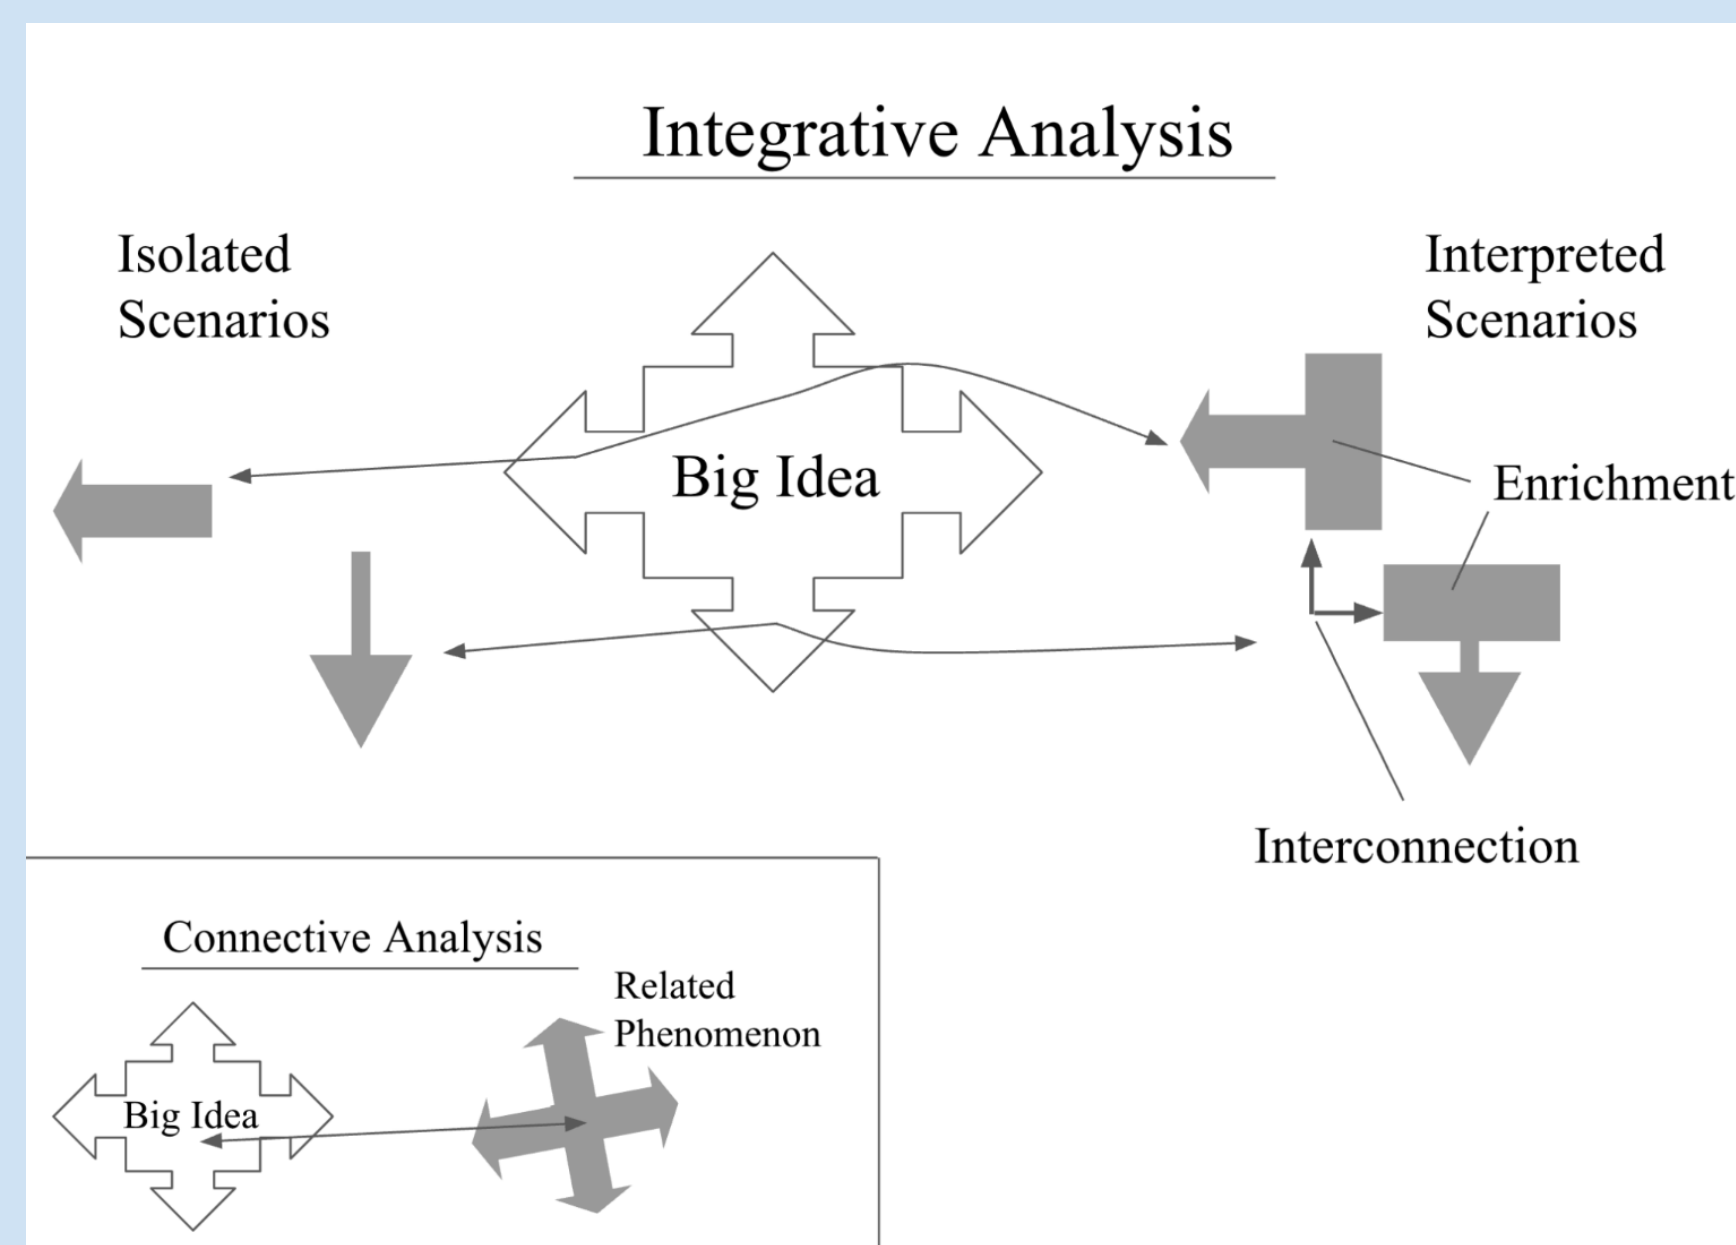 Integrative Analysis
Isolated
Scenarios
Interpreted
Scenarios
Big Idea
Enrichment
Interconnection
Connective Analysis
Related
Phenomenon
Big Idea